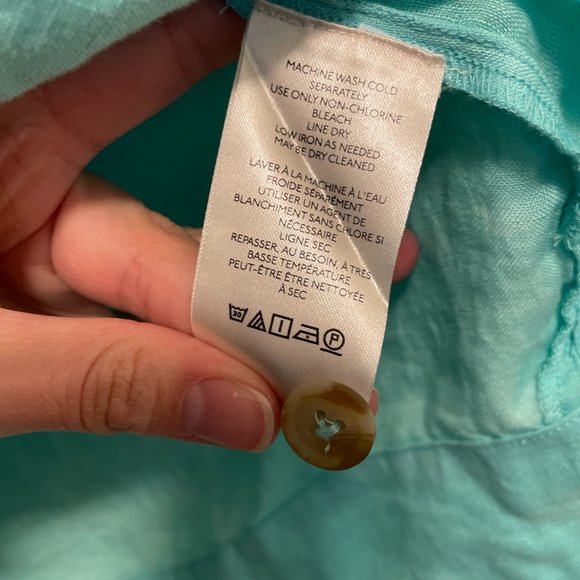 MACHINE WASH COLD
SEPARATELY
USE ONLY NON-CHLORINE
BLEACH
LINE DRY
LOW IRON AS NEEDED
MAY BE DRY CLEANED
LAVER À LA MACHINE À L'EAU
FROIDE SÉPARÉMENT
UTILISER UN AGENT DE
BLANCHIMENT SANS CHLORE SI
NÉCESSAIRE
LIGNE SEC
REPASSER, AU BESOIN, À TRÈS
BASSE TEMPÉRATURE
PEUT-ÊTRE ÊTRE NETTOYÉE
À SEC
30 P